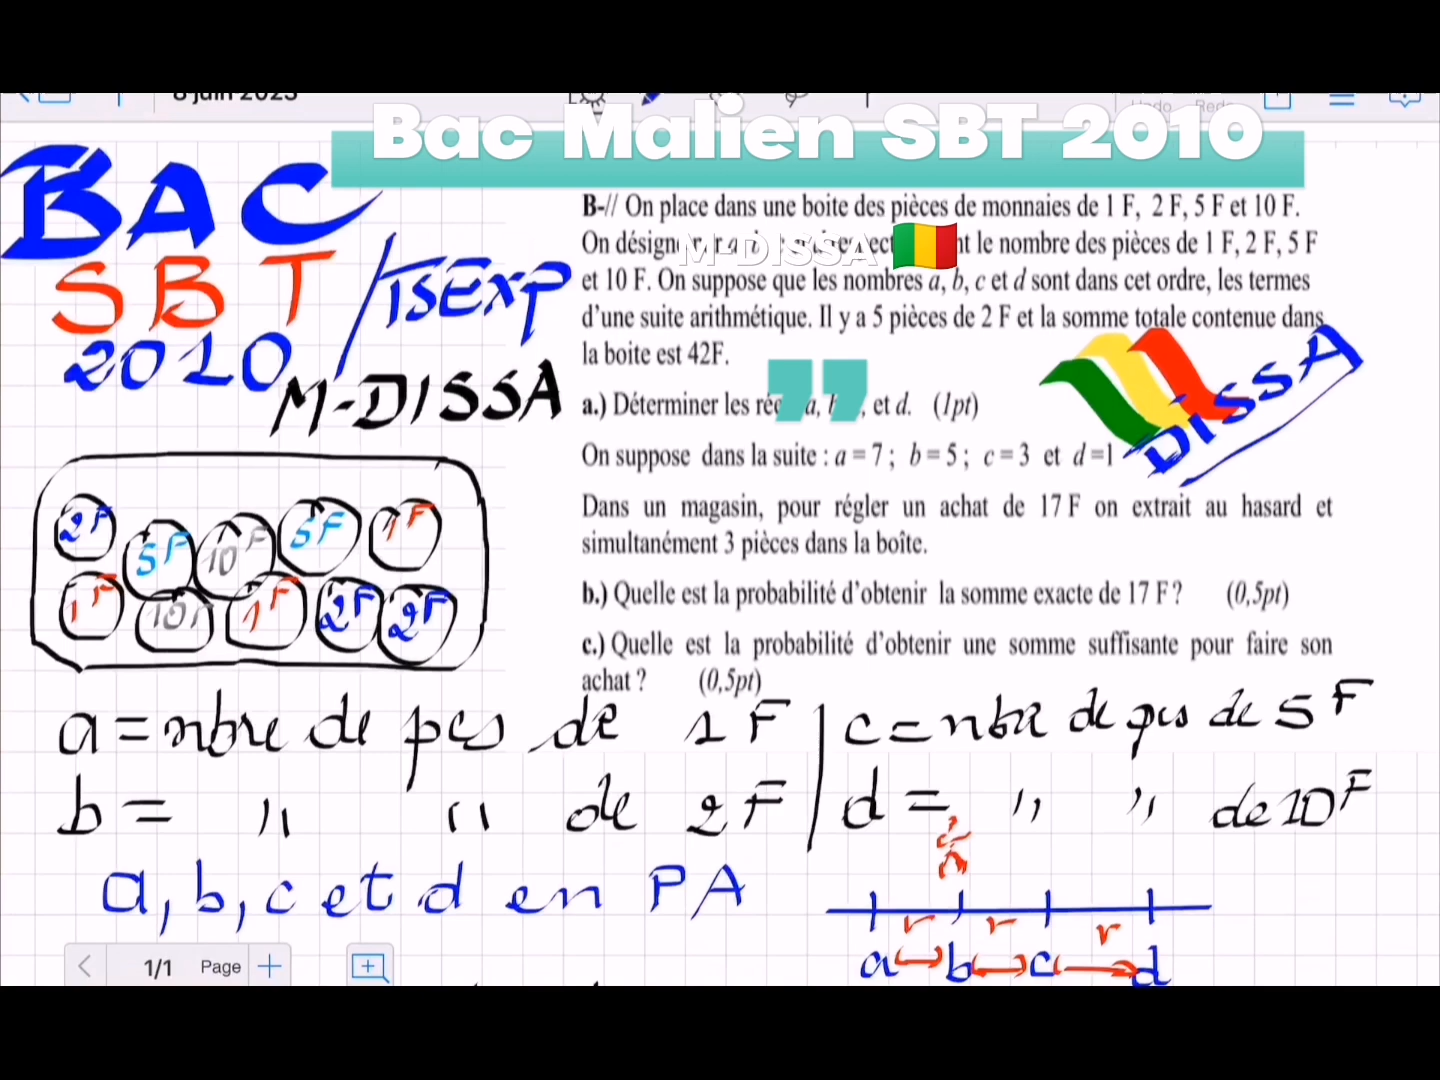 8 juin 2023
Undo Redo
Bac Malien SBT 2010
BAC
SBT /TSEXP
2010
M-DISSA
B-// On place dans une boite des pièces de monnaies de 1 F, 2 F, 5 F et 10 F.
On désigne le nombre des pièces de 1 F, 2 F, 5 F
M-DISSA
et 10 F. On suppose que les nombres a, b, c et d sont dans cet ordre, les termes
d'une suite arithmétique. Il y a 5 pièces de 2 F et la somme totale contenue dans
la boite est 42F.
a.) Déterminer les a, et d. (1pt)
DISSA
On suppose dans la suite : a = 7 ; b = 5 ; c = 3 et d =1
Dans un magasin, pour régler un achat de 17 F on extrait au hasard et
simultanément 3 pièces dans la boîte.
b.) Quelle est la probabilité d'obtenir la somme exacte de 17 F ? (0,5pt)
c.) Quelle est la probabilité d'obtenir une somme suffisante pour faire son
achat ? (0,5pt)
2F 5F 10F 5F 1F
1F 10F 1F 2F 2F
a = nbre de pcs de 1F
b = " " de 2F
c = nbre de pcs de 5F
d = " " de 10F
a, b, c et d en PA
r r r
a b c d
1/1 Page